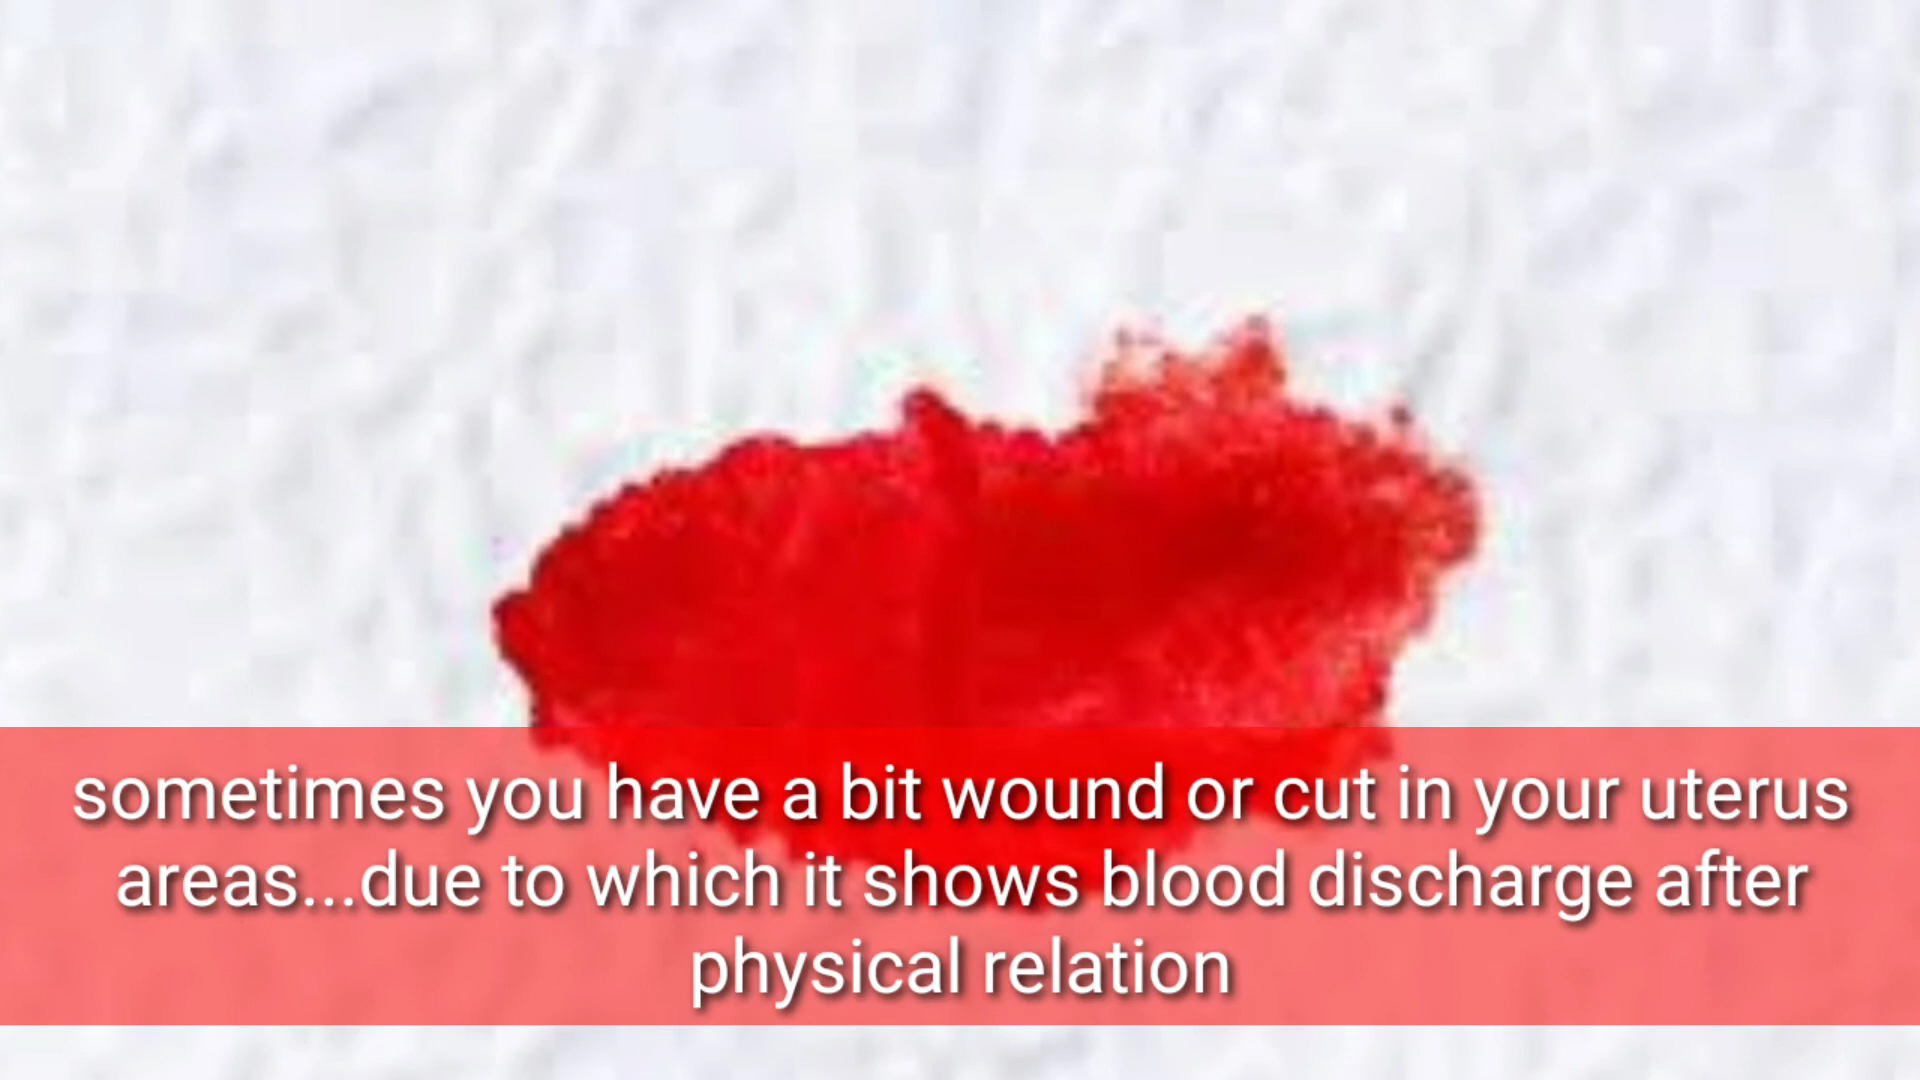 sometimes you have a bit wound or cut in your uterus
areas...due to which it shows blood discharge after
physical relation